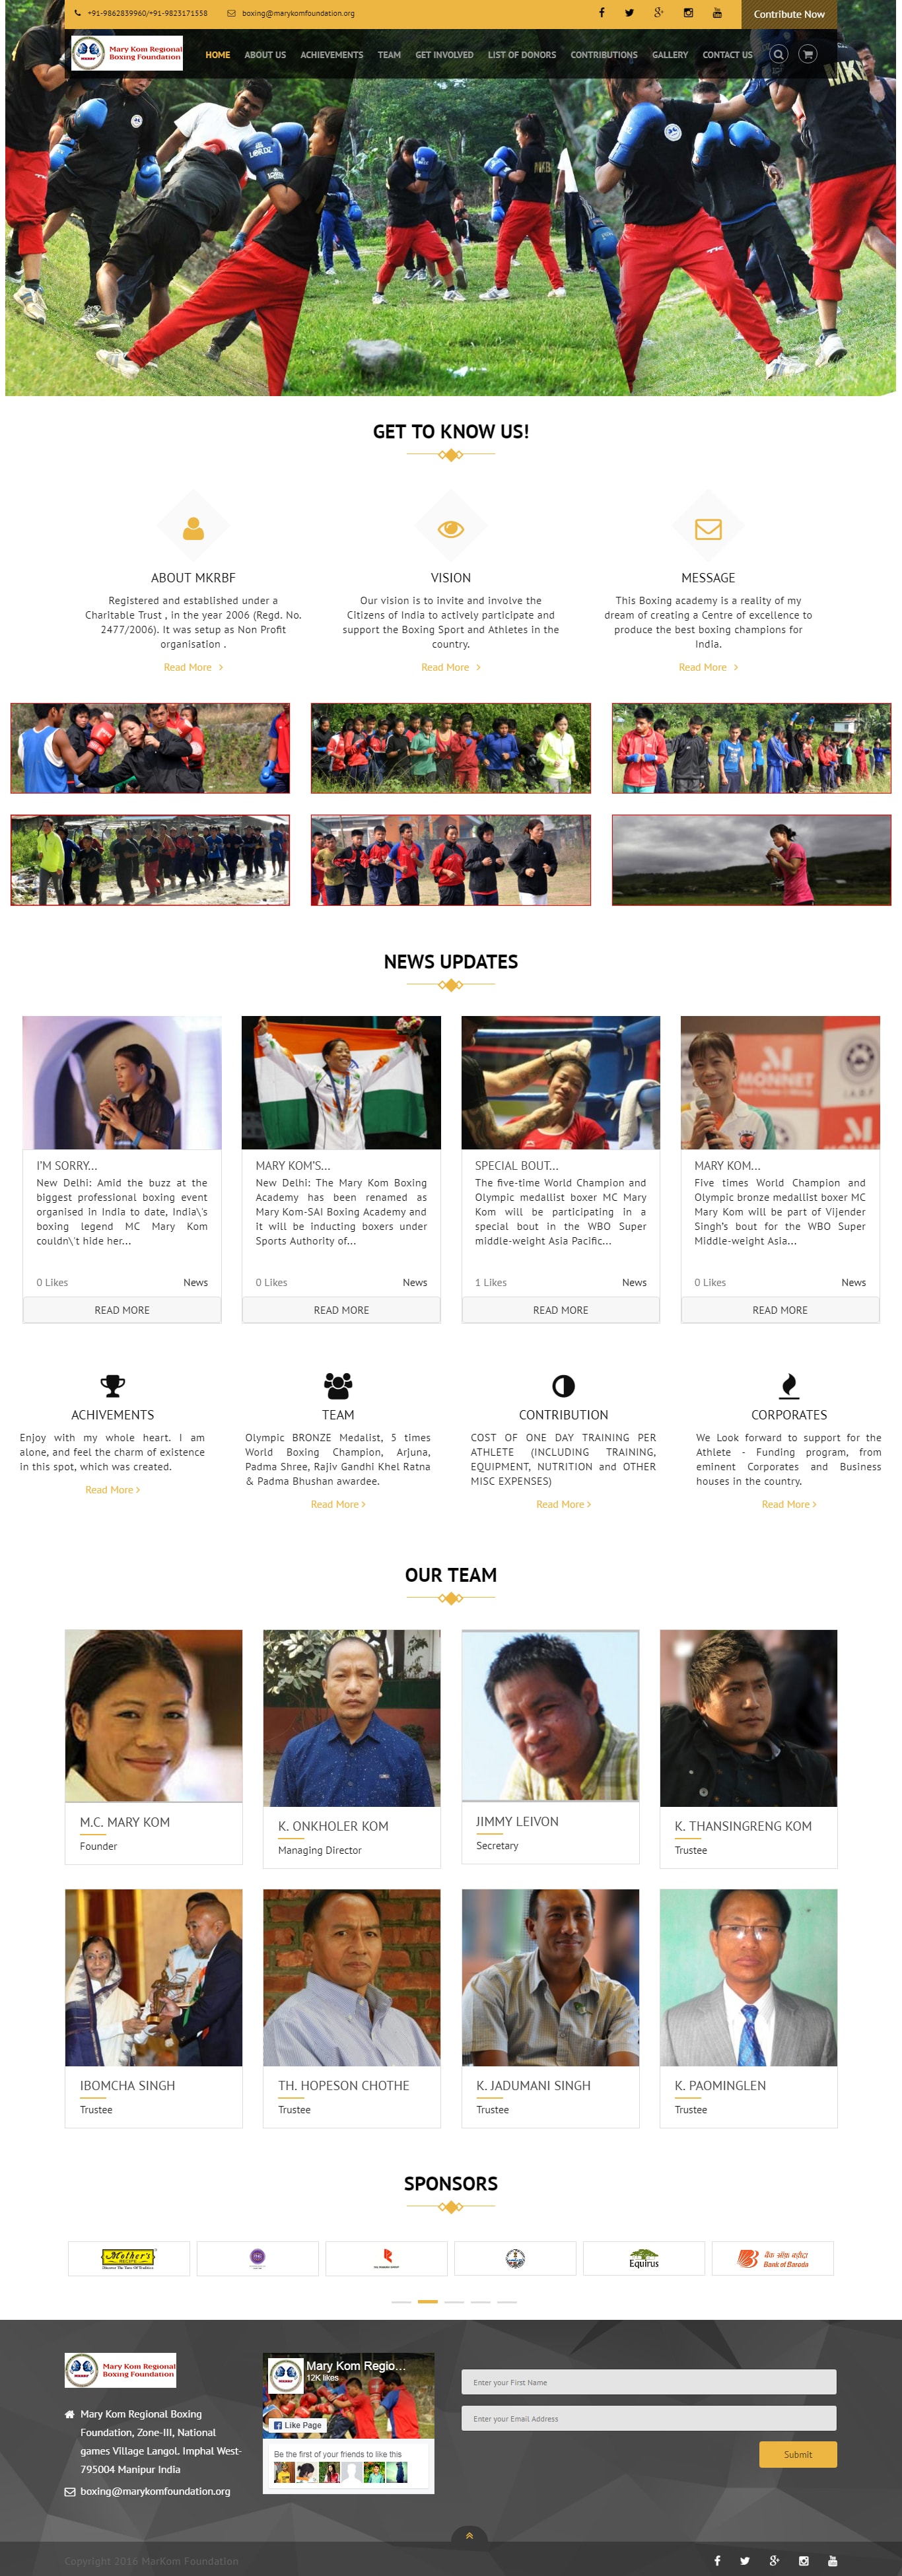 +91-9862839960/+91-9823171558
boxing@marykomfoundation.org
Contribute Now
Mary Kom Regional
Boxing Foundation
HOME ABOUT US ACHIEVEMENTS TEAM GET INVOLVED LIST OF DONORS CONTRIBUTIONS GALLERY CONTACT US
GET TO KNOW US!
ABOUT MKRBF
Registered and established under a
Charitable Trust , in the year 2006 (Regd. No.
2477/2006). It was setup as Non Profit
organisation .
Read More
VISION
Our vision is to invite and involve the
Citizens of India to actively participate and
support the Boxing Sport and Athletes in the
country.
Read More
MESSAGE
This Boxing academy is a reality of my
dream of creating a Centre of excellence to
produce the best boxing champions for
India.
Read More
NEWS UPDATES
I'M SORRY...
New Delhi: Amid the buzz at the
biggest professional boxing event
organised in India to date, India\'s
boxing legend MC Mary Kom
couldn\'t hide her...
0 Likes News
READ MORE
MARY KOM'S...
New Delhi: The Mary Kom Boxing
Academy has been renamed as
Mary Kom-SAI Boxing Academy and
it will be inducting boxers under
Sports Authority of...
0 Likes News
READ MORE
SPECIAL BOUT...
The five-time World Champion and
Olympic medallist boxer MC Mary
Kom will be participating in a
special bout in the WBO Super
middle-weight Asia Pacific...
1 Likes News
READ MORE
MARY KOM...
Five times World Champion and
Olympic bronze medallist boxer MC
Mary Kom will be part of Vijender
Singh's bout for the WBO Super
Middle-weight Asia...
0 Likes News
READ MORE
ACHIVEMENTS
Enjoy with my whole heart. I am
alone, and feel the charm of existence
in this spot, which was created.
Read More
TEAM
Olympic BRONZE Medalist, 5 times
World Boxing Champion, Arjuna,
Padma Shree, Rajiv Gandhi Khel Ratna
& Padma Bhushan awardee.
Read More
CONTRIBUTION
COST OF ONE DAY TRAINING PER
ATHLETE (INCLUDING TRAINING,
EQUIPMENT, NUTRITION and OTHER
MISC EXPENSES)
Read More
CORPORATES
We Look forward to support for the
Athlete - Funding program, from
eminent Corporates and Business
houses in the country.
Read More
OUR TEAM
M.C. MARY KOM
Founder
K. ONKHOLER KOM
Managing Director
JIMMY LEIVON
Secretary
K. THANSINGRENG KOM
Trustee
IBOMCHA SINGH
Trustee
TH. HOPESON CHOTHE
Trustee
K. JADUMANI SINGH
Trustee
K. PAOMINGLEN
Trustee
SPONSORS
Mother's
RECIPE
Equirus
बैंक ऑफ़ बड़ौदा
Bank of Baroda
Mary Kom Regional
Boxing Foundation
Mary Kom Regional Boxing
Foundation, Zone-III, National
games Village Langol. Imphal West-
795004 Manipur India
boxing@marykomfoundation.org
Mary Kom Regio...
12K likes
Like Page
Be the first of your friends to like this
Enter your First Name
Enter your Email Address
Submit
Copyright 2016 MarKom Foundation